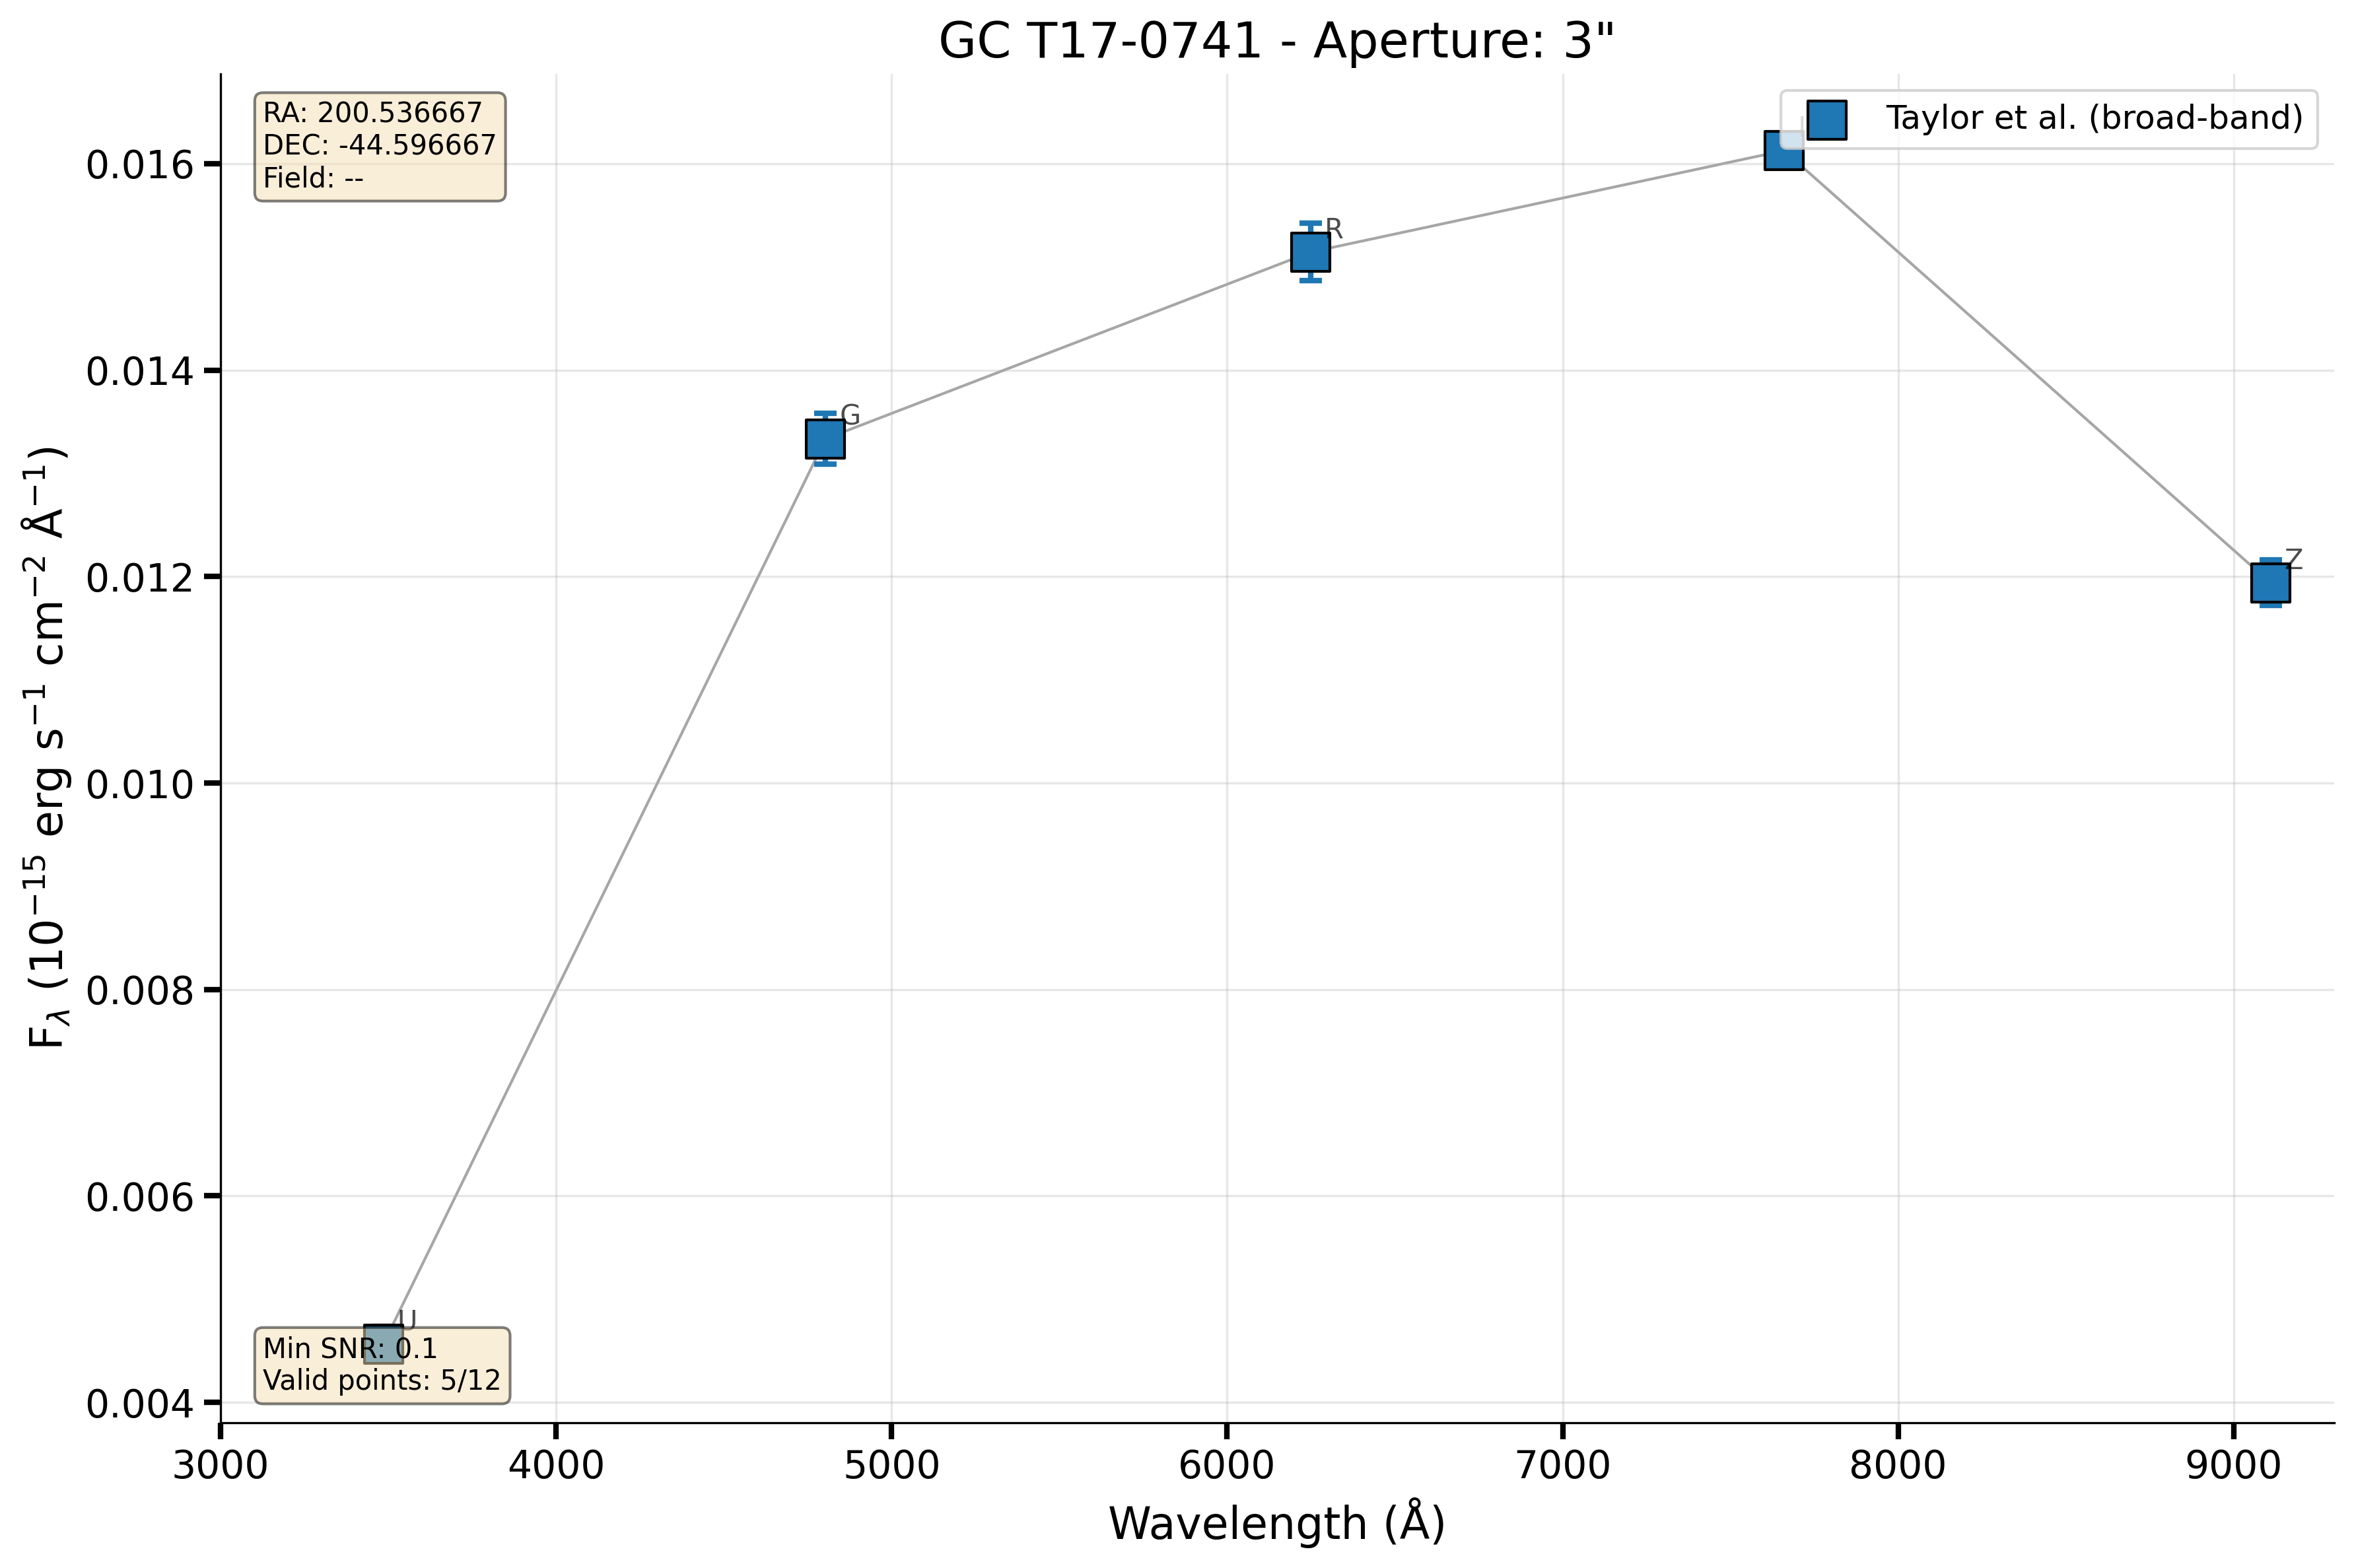 GC T17-0741 - Aperture: 3"
RA: 200.536667
DEC: -44.596667
Field: --
Taylor et al. (broad-band)
0.016
0.014
0.012
0.010
0.008
0.006
0.004
F_λ (10⁻¹⁵ erg s⁻¹ cm⁻² Å⁻¹)
U
G
R
I
Z
Min SNR: 0.1
Valid points: 5/12
3000
4000
5000
6000
7000
8000
9000
Wavelength (Å)